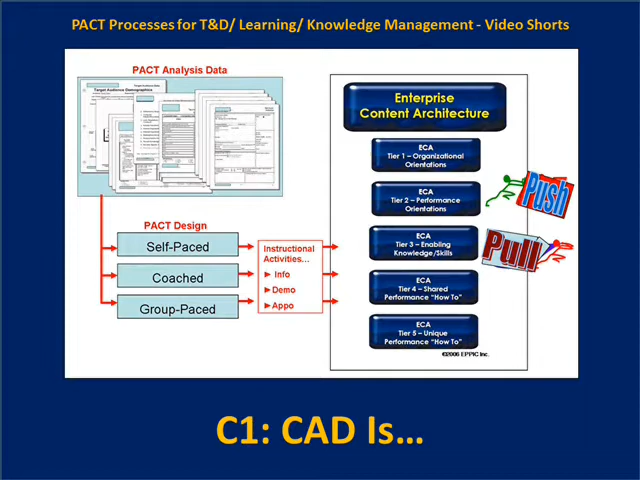 PACT Processes for T&D/ Learning/ Knowledge Management - Video Shorts
PACT Analysis Data
Target Audience Demographics
PACT Design
Self-Paced
Coached
Group-Paced
Instructional
Activities...
► Info
► Demo
► Appo
Enterprise
Content Architecture
ECA
Tier 1 – Organizational
Orientations
ECA
Tier 2 – Performance
Orientations
ECA
Tier 3 – Enabling
Knowledge/Skills
ECA
Tier 4 – Shared
Performance "How To"
ECA
Tier 5 – Unique
Performance "How To"
Push
Pull
©2006 EPPIC Inc.
C1: CAD Is...